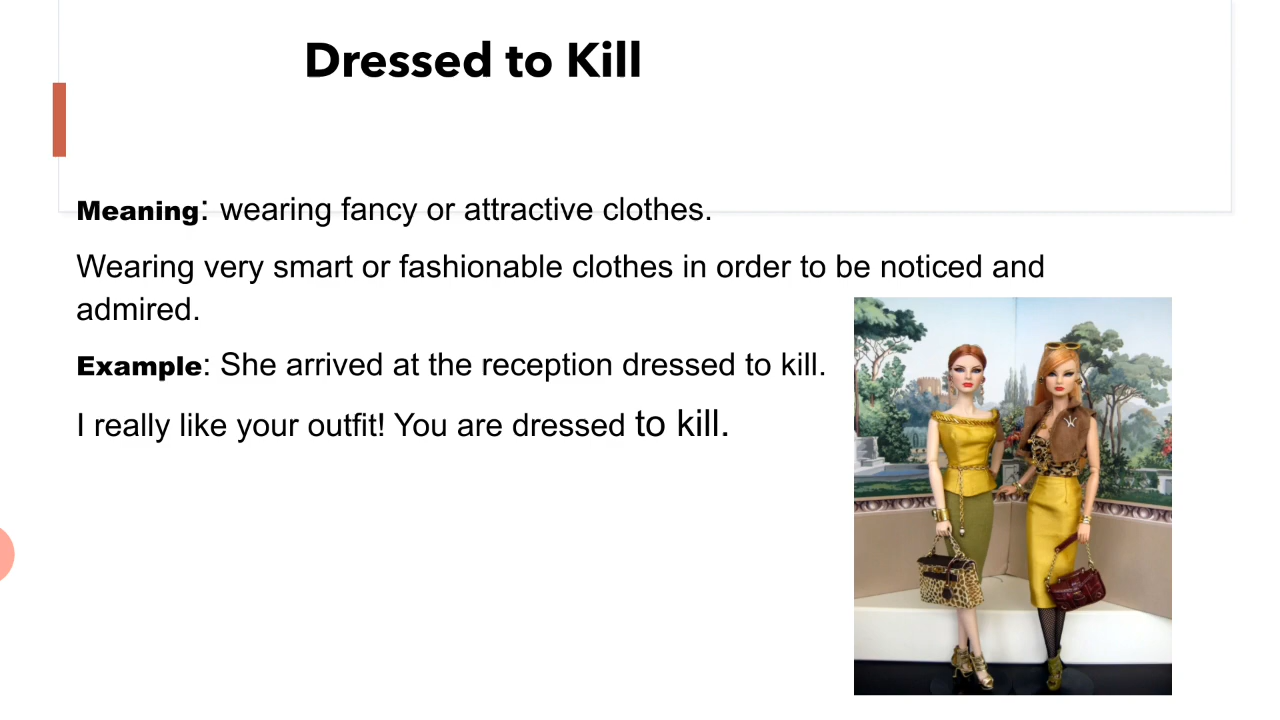 Dressed to Kill
Meaning: wearing fancy or attractive clothes.
Wearing very smart or fashionable clothes in order to be noticed and
admired.
Example: She arrived at the reception dressed to kill.
I really like your outfit! You are dressed to kill.